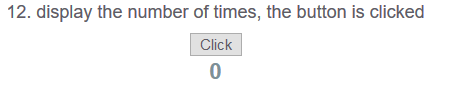 12. display the number of times, the button is clicked
Click
0